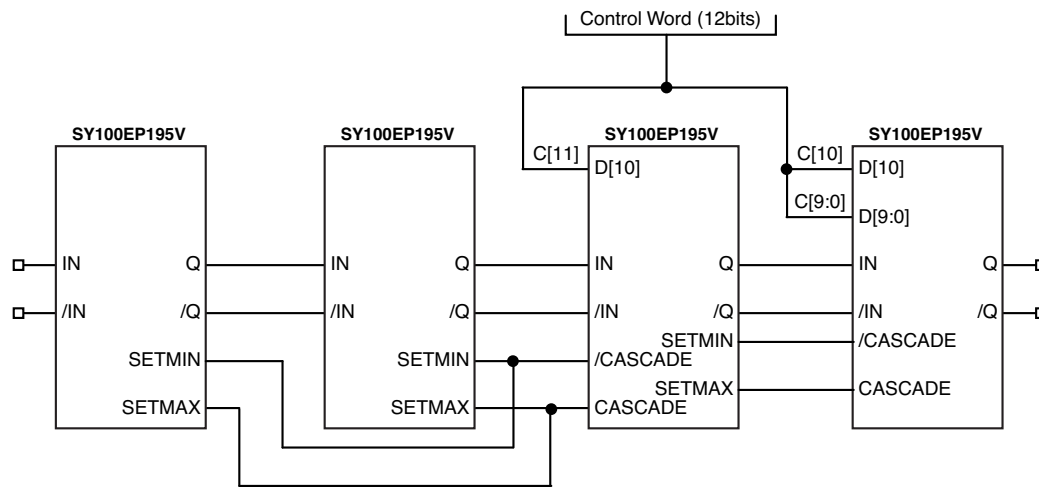 Control Word (12bits)
SY100EP195V
SY100EP195V
SY100EP195V
SY100EP195V
C[11]
D[10]
C[10]
D[10]
C[9:0]
D[9:0]
IN
Q
IN
Q
IN
Q
IN
Q
/IN
/Q
/IN
/Q
/IN
/Q
/IN
/Q
SETMIN
/CASCADE
SETMIN
SETMIN
/CASCADE
SETMAX
CASCADE
SETMAX
SETMAX
CASCADE